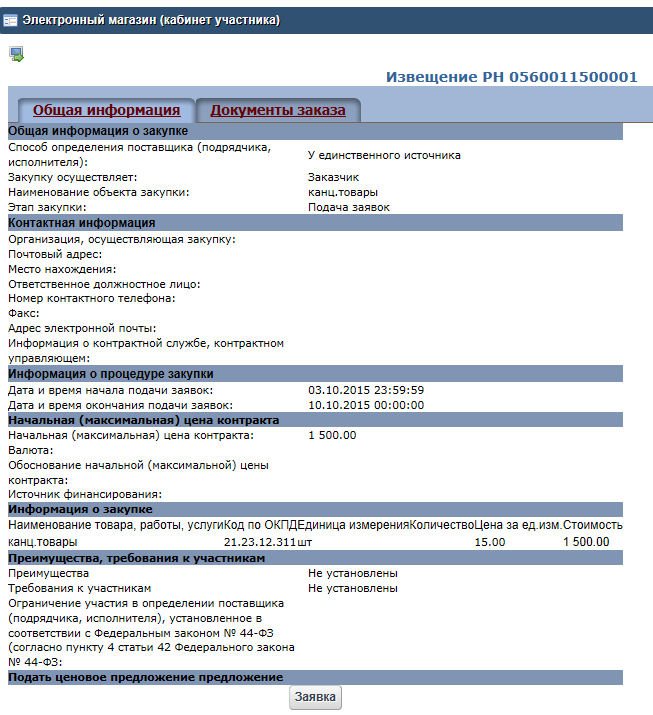 Электронный магазин (кабинет участника)
Извещение РН 0560011500001
Общая информация Документы заказа
Общая информация о закупке
Способ определения поставщика (подрядчика,
исполнителя): У единственного источника
Закупку осуществляет: Заказчик
Наименование объекта закупки: канц.товары
Этап закупки: Подача заявок
Контактная информация
Организация, осуществляющая закупку:
Почтовый адрес:
Место нахождения:
Ответственное должностное лицо:
Номер контактного телефона:
Факс:
Адрес электронной почты:
Информация о контрактной службе, контрактном
управляющем:
Информация о процедуре закупки
Дата и время начала подачи заявок: 03.10.2015 23:59:59
Дата и время окончания подачи заявок: 10.10.2015 00:00:00
Начальная (максимальная) цена контракта
Начальная (максимальная) цена контракта: 1 500.00
Валюта:
Обоснование начальной (максимальной) цены
контракта:
Источник финансирования:
Информация о закупке
Наименование товара, работы, услуги Код по ОКПД Единица измерения Количество Цена за ед.изм. Стоимость
канц.товары 21.23.12.311 шт 15.00 1 500.00
Преимущества, требования к участникам
Преимущества Не установлены
Требования к участникам Не установлены
Ограничение участия в определении поставщика
(подрядчика, исполнителя), установленное в
соответствии с Федеральным законом № 44-ФЗ
(согласно пункту 4 статьи 42 Федерального закона
№ 44-ФЗ:
Подать ценовое предложение предложение
Заявка